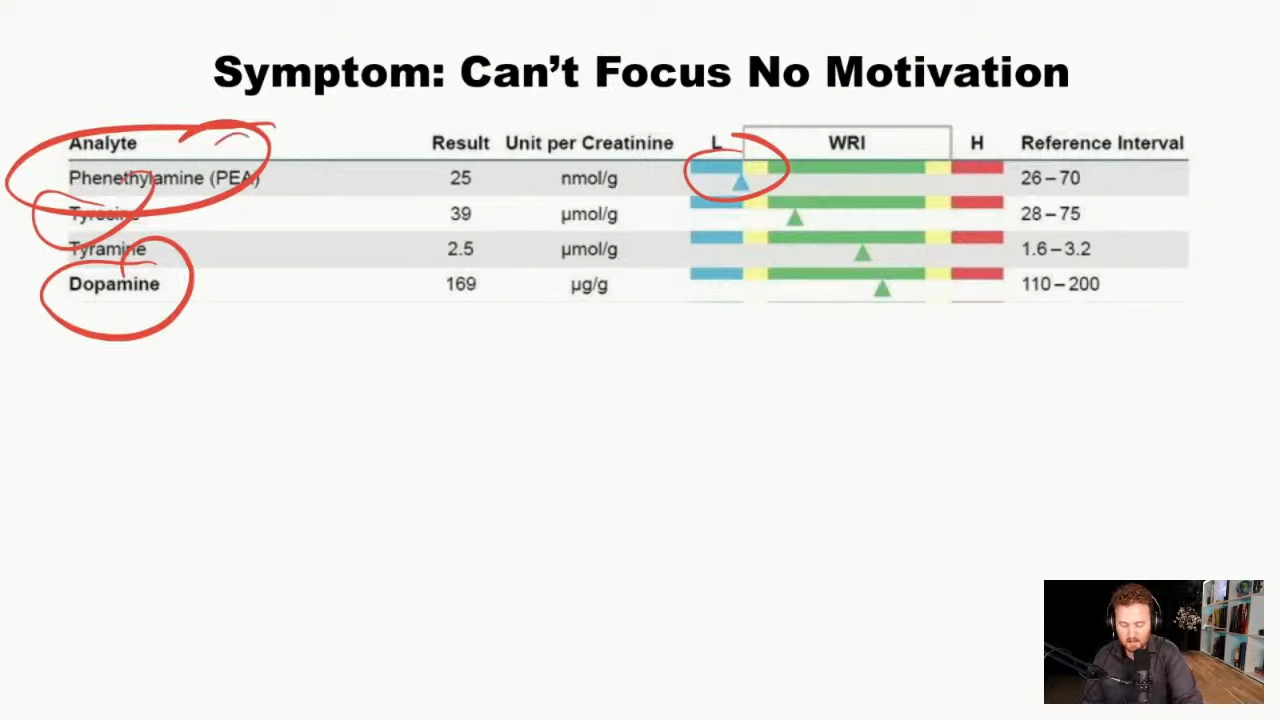 Symptom: Can't Focus No Motivation
Analyte Result Unit per Creatinine L WRI H Reference Interval
Phenethylamine (PEA) 25 nmol/g 26 – 70
Tyrosine 39 µmol/g 28 – 75
Tyramine 2.5 µmol/g 1.6 – 3.2
Dopamine 169 µg/g 110 – 200